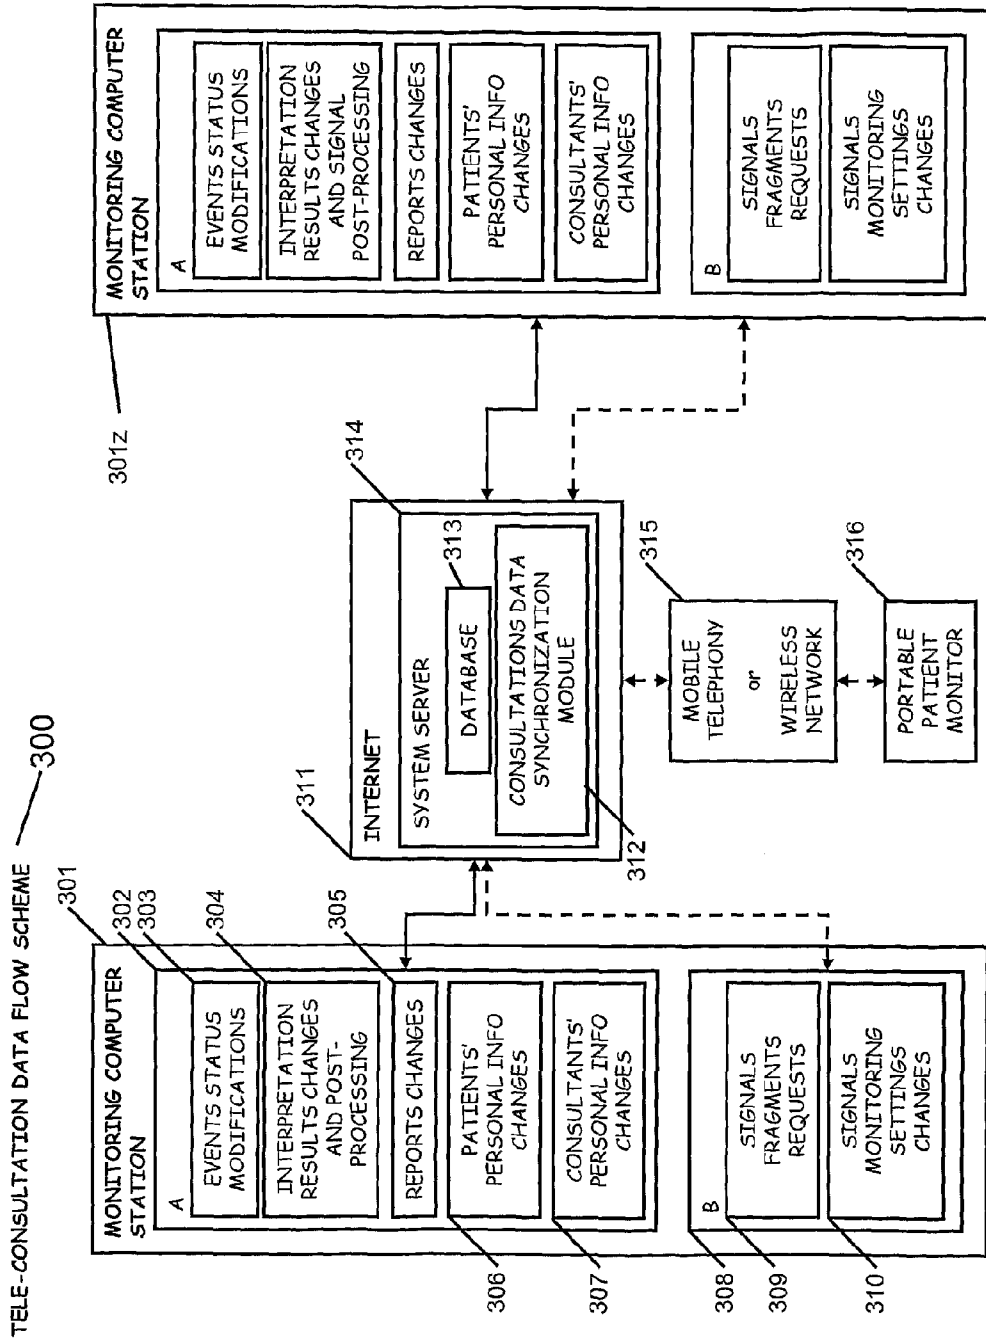 TELE-CONSULTATION DATA FLOW SCHEME
300
301
302
303
304
305
306
307
308
309
310
MONITORING COMPUTER
STATION
A
EVENTS STATUS
MODIFICATIONS
INTERPRETATION
RESULTS CHANGES
AND POST-
PROCESSING
REPORTS CHANGES
PATIENTS'
PERSONAL INFO
CHANGES
CONSULTANTS'
PERSONAL INFO
CHANGES
B
SIGNALS
FRAGMENTS
REQUESTS
SIGNALS
MONITORING
SETTINGS
CHANGES
311
INTERNET
SYSTEM SERVER
DATABASE
CONSULTATIONS DATA
SYNCHRONIZATION
MODULE
312
313
314
315
MOBILE
TELEPHONY
or
WIRELESS
NETWORK
316
PORTABLE
PATIENT
MONITOR
301z
MONITORING COMPUTER
STATION
A
EVENTS STATUS
MODIFICATIONS
INTERPRETATION
RESULTS CHANGES
AND SIGNAL
POST-PROCESSING
REPORTS CHANGES
PATIENTS'
PERSONAL INFO
CHANGES
CONSULTANTS'
PERSONAL INFO
CHANGES
B
SIGNALS
FRAGMENTS
REQUESTS
SIGNALS
MONITORING
SETTINGS
CHANGES